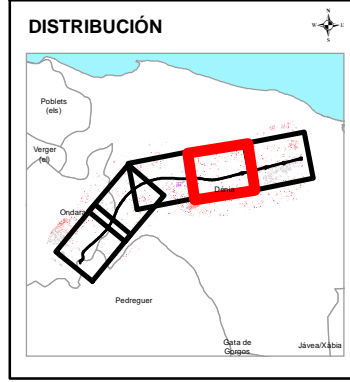 DISTRIBUCIÓN
N
W
E
S
Poblets
(els)
Verger
(el)
Ondara
Dénia
Pedreguer
Gata de
Gorgos
Jávea/Xàbia